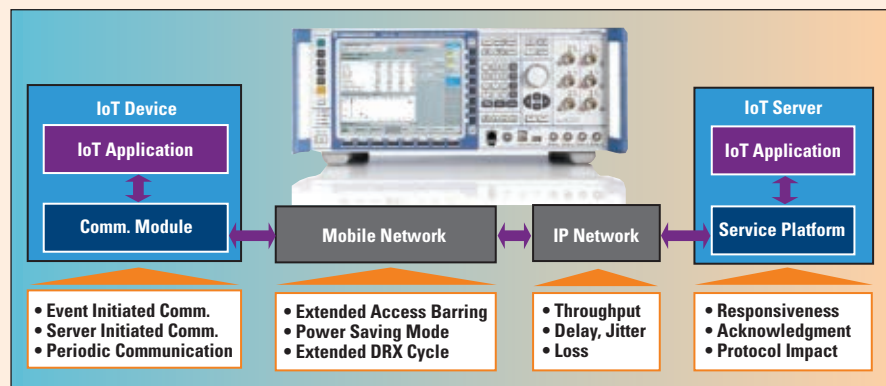 IoT Device
IoT Application
Comm. Module
Mobile Network
IP Network
IoT Server
IoT Application
Service Platform
• Event Initiated Comm.
• Server Initiated Comm.
• Periodic Communication
• Extended Access Barring
• Power Saving Mode
• Extended DRX Cycle
• Throughput
• Delay, Jitter
• Loss
• Responsiveness
• Acknowledgment
• Protocol Impact